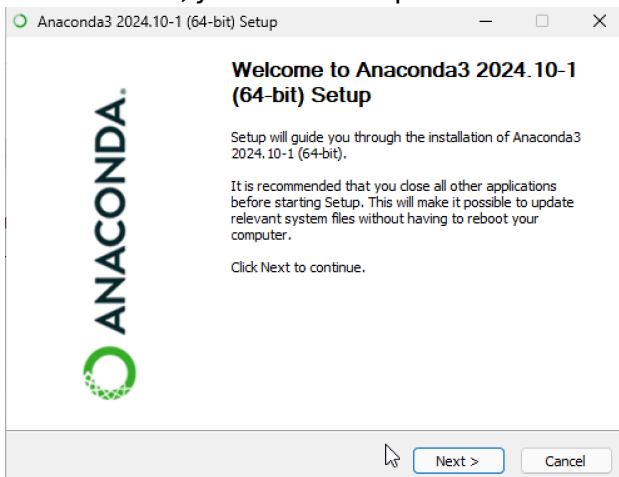 Anaconda3 2024.10-1 (64-bit) Setup
Welcome to Anaconda3 2024.10-1
(64-bit) Setup
Setup will guide you through the installation of Anaconda3
2024.10-1 (64-bit).
It is recommended that you close all other applications
before starting Setup. This will make it possible to update
relevant system files without having to reboot your
computer.
Click Next to continue.
ANACONDA.
Next >
Cancel